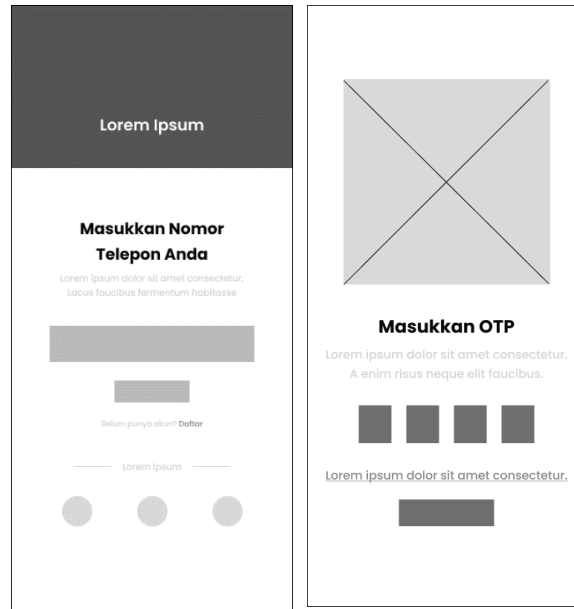 Lorem Ipsum
Masukkan Nomor
Telepon Anda
Lorem ipsum dolor sit amet consectetur.
Lacus faucibus fermentum habitasse
Belum punya akun? Daftar
Lorem Ipsum
Masukkan OTP
Lorem ipsum dolor sit amet consectetur.
A enim risus neque elit faucibus.
Lorem ipsum dolor sit amet consectetur.